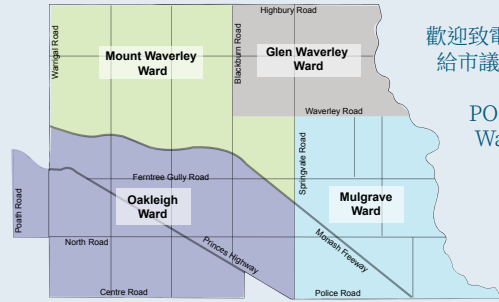 Highbury Road
Warrigal Road
Mount Waverley
Ward
Blackburn Road
Glen Waverley
Ward
歡迎致電
給市議
Waverley Road
PO
Wa
Springvale Road
Ferntree Gully Road
Oakleigh
Ward
Mulgrave
Ward
Poath Road
North Road
Princes Highway
Monash Freeway
Centre Road
Police Road